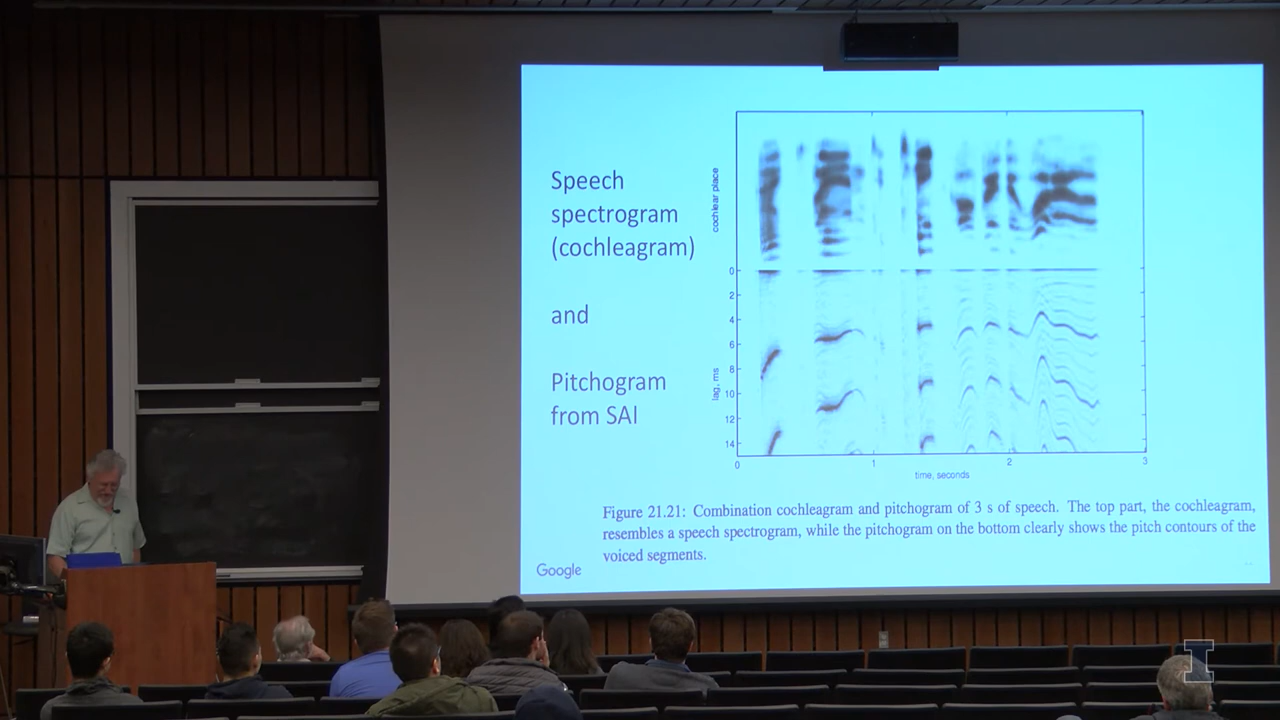 Speech
spectrogram
(cochleagram)
and
Pitchogram
from SAI
cochlear place
0
2
4
6
8
10
12
14
lag, ms
0
1
2
3
time, seconds
Figure 21.21: Combination cochleagram and pitchogram of 3 s of speech. The top part, the cochleagram,
resembles a speech spectrogram, while the pitchogram on the bottom clearly shows the pitch contours of the
voiced segments.
Google
I